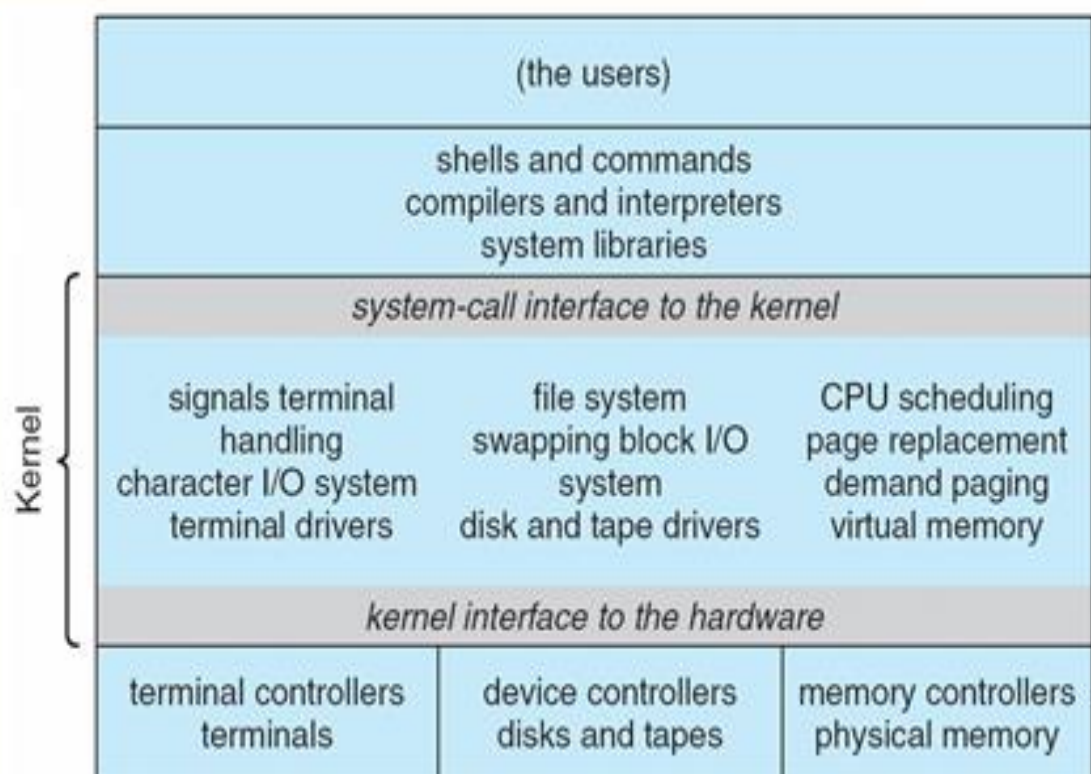 (the users)
shells and commands
compilers and interpreters
system libraries
system-call interface to the kernel
Kernel
signals terminal
handling
character I/O system
terminal drivers
file system
swapping block I/O
system
disk and tape drivers
CPU scheduling
page replacement
demand paging
virtual memory
kernel interface to the hardware
terminal controllers
terminals
device controllers
disks and tapes
memory controllers
physical memory